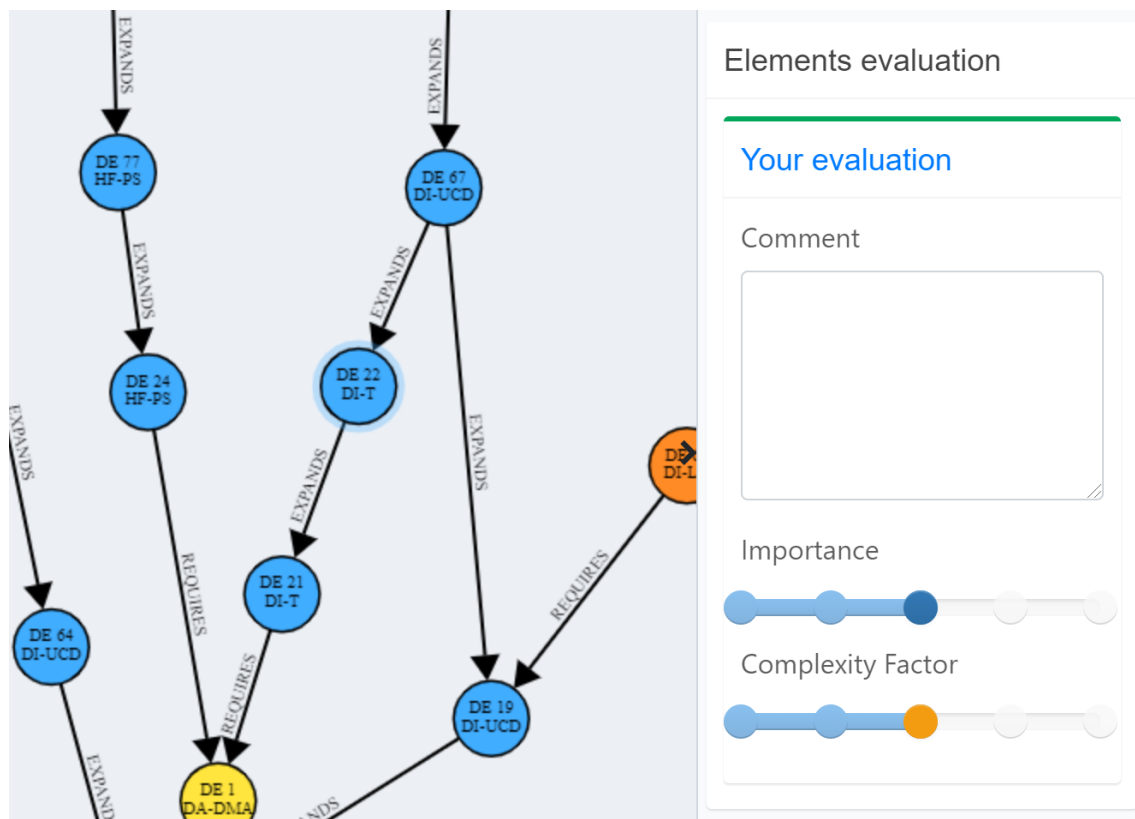 EXPANDS
EXPANDS
DE 77
HF-PS
DE 67
DI-UCD
EXPANDS
EXPANDS
DE 22
DI-T
DE 24
HF-PS
EXPANDS
EXPANDS
EXPANDS
DI-L
REQUIRES
REQUIRES
DE 21
DI-T
DE 64
DI-UCD
REQUIRES
DE 19
DI-UCD
DE 1
DA-DMA
Elements evaluation
Your evaluation
Comment
Importance
Complexity Factor